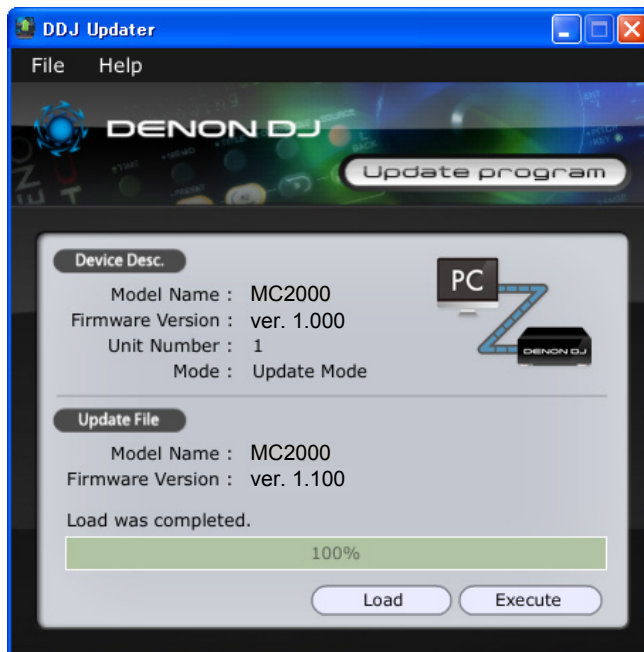 DDJ Updater
File Help
DENON DJ
Update program
Device Desc.
Model Name : MC2000
Firmware Version : ver. 1.000
Unit Number : 1
Mode : Update Mode
PC
DENON DJ
Update File
Model Name : MC2000
Firmware Version : ver. 1.100
Load was completed.
100%
Load Execute